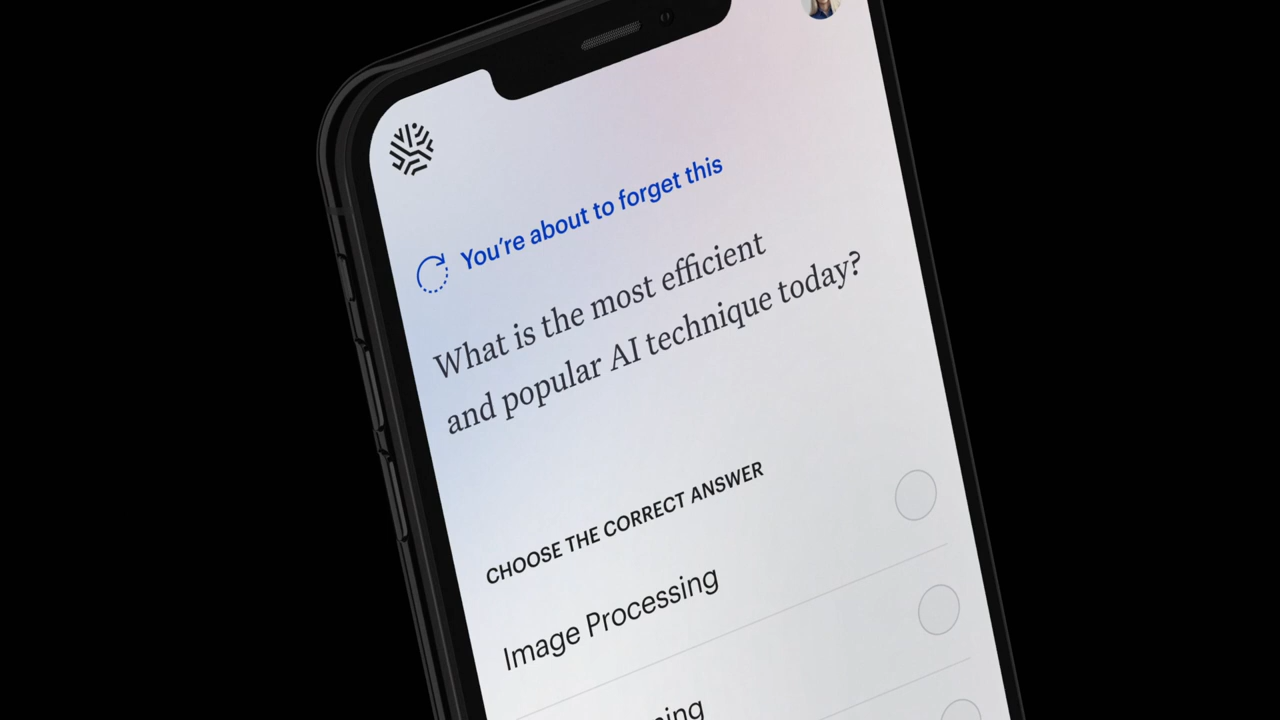 You're about to forget this
What is the most efficient
and popular AI technique today?
CHOOSE THE CORRECT ANSWER
Image Processing